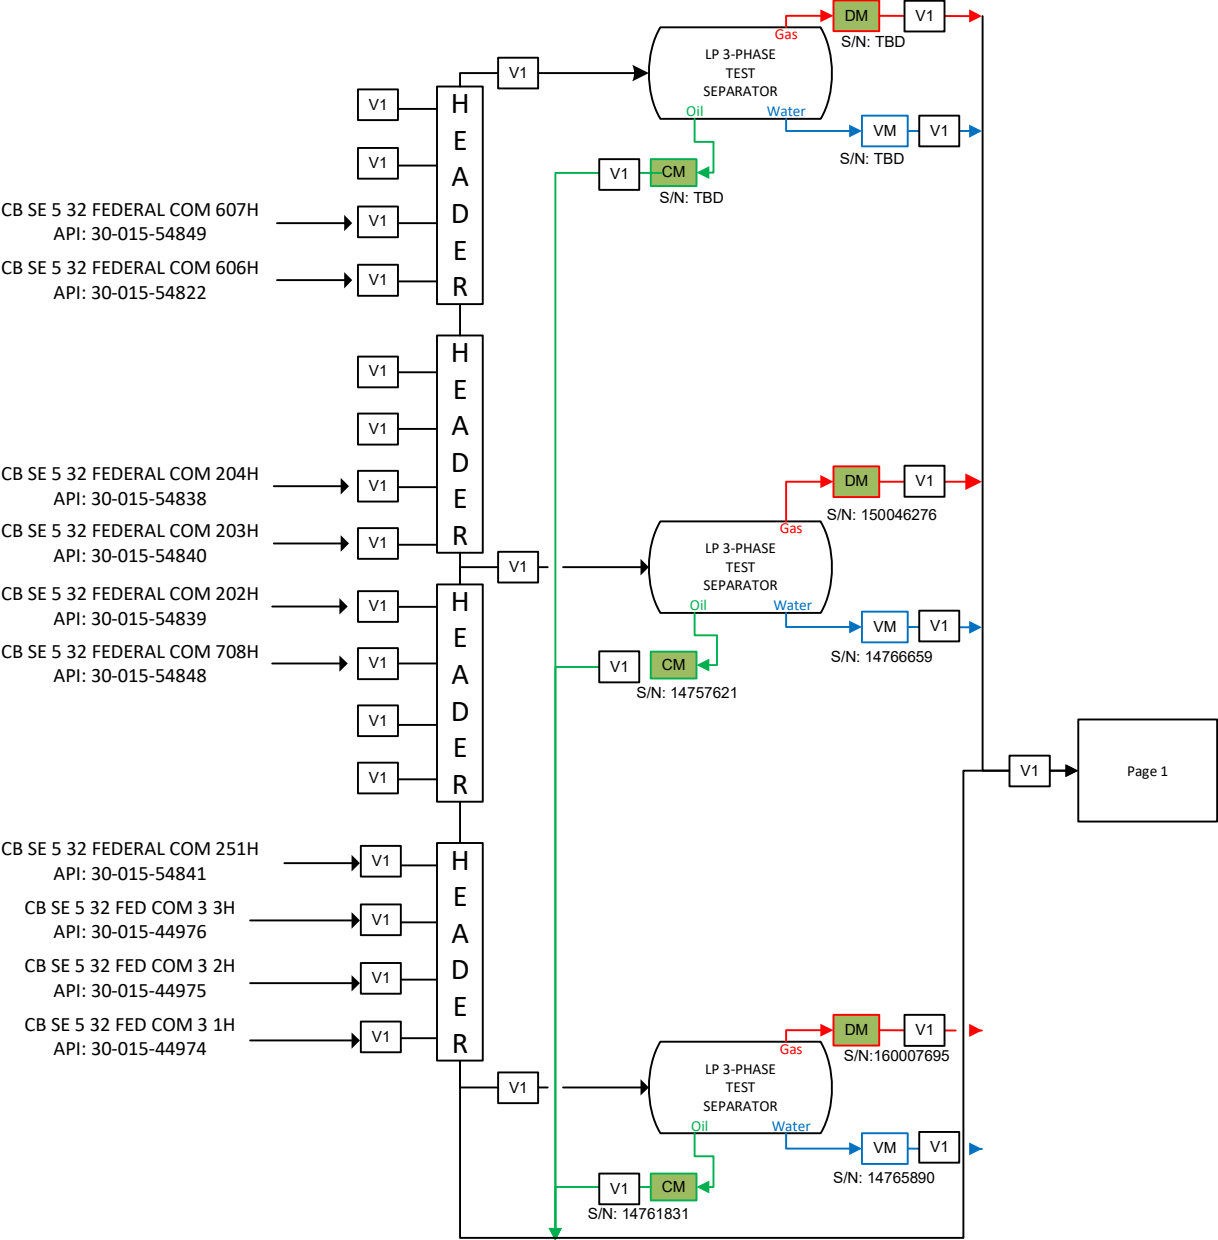 DM
V1
Gas
S/N: TBD
LP 3-PHASE
TEST
SEPARATOR
V1
Oil
Water
VM
V1
S/N: TBD
V1
CM
S/N: TBD
V1
V1
CB SE 5 32 FEDERAL COM 607H
API: 30-015-54849
V1
CB SE 5 32 FEDERAL COM 606H
API: 30-015-54822
V1
H
E
A
D
E
R
V1
V1
CB SE 5 32 FEDERAL COM 204H
API: 30-015-54838
V1
CB SE 5 32 FEDERAL COM 203H
API: 30-015-54840
V1
H
E
A
D
E
R
DM
V1
S/N: 150046276
Gas
LP 3-PHASE
TEST
SEPARATOR
V1
Oil
Water
VM
V1
S/N: 14766659
V1
CM
S/N: 14757621
CB SE 5 32 FEDERAL COM 202H
API: 30-015-54839
V1
CB SE 5 32 FEDERAL COM 708H
API: 30-015-54848
V1
V1
V1
H
E
A
D
E
R
V1
Page 1
CB SE 5 32 FEDERAL COM 251H
API: 30-015-54841
V1
CB SE 5 32 FED COM 3 3H
API: 30-015-44976
V1
CB SE 5 32 FED COM 3 2H
API: 30-015-44975
V1
CB SE 5 32 FED COM 3 1H
API: 30-015-44974
V1
H
E
A
D
E
R
DM
V1
Gas
S/N:160007695
LP 3-PHASE
TEST
SEPARATOR
V1
Oil
Water
VM
V1
S/N: 14765890
V1
CM
S/N: 14761831